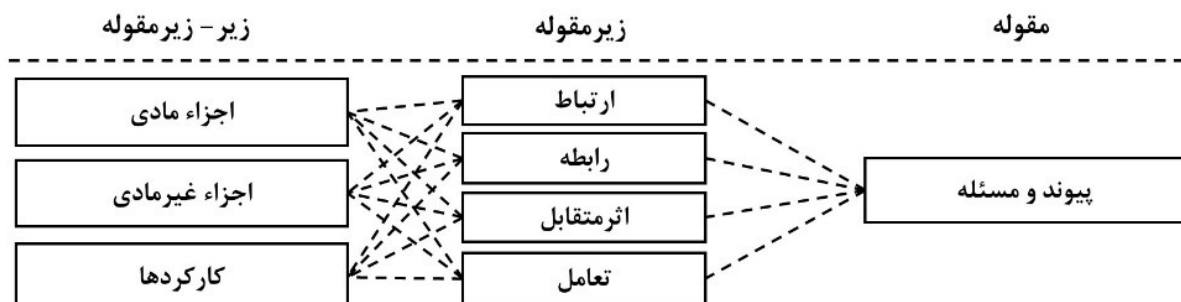 مقوله
زیرمقوله
زیر – زیرمقوله
پیوند و مسئله
ارتباط
رابطه
اثرمتقابل
تعامل
اجزاء مادی
اجزاء غیرمادی
کارکردها